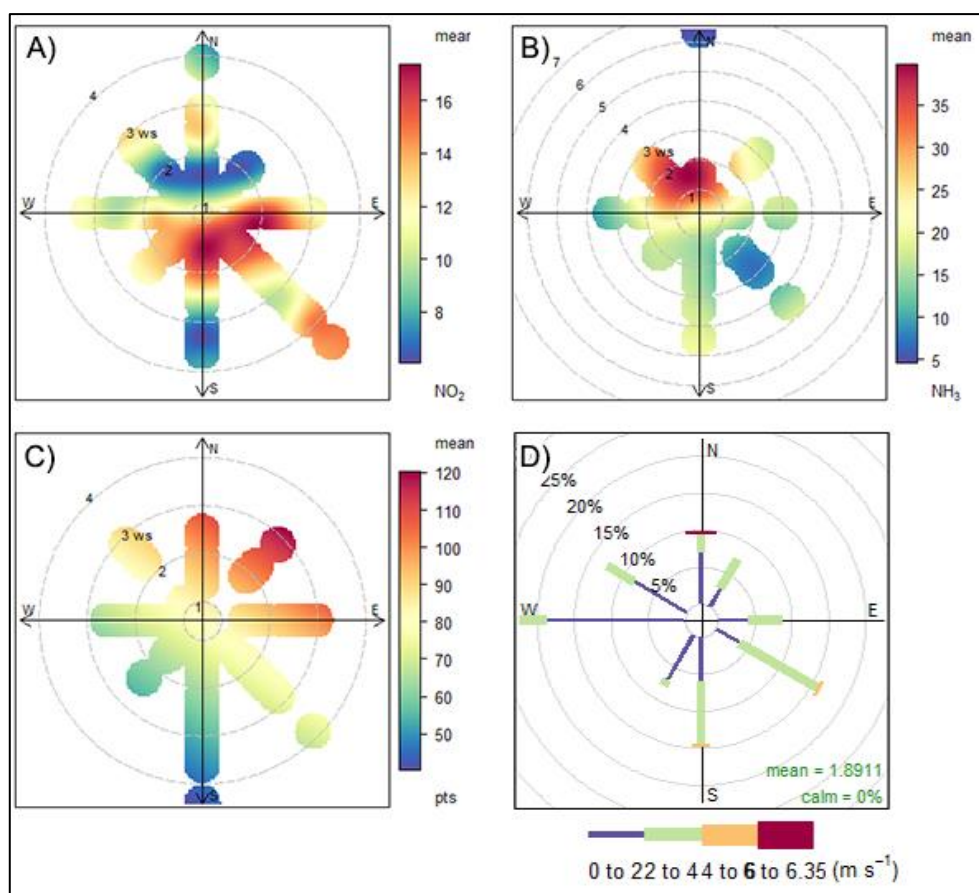 A)
mear
N
4
3 ws
2
1
W
E
S
16
14
12
10
8
NO₂
B)
mean
N
7
6
5
4
3 ws
2
1
W
E
S
35
30
25
20
15
10
5
NH₃
C)
mean
N
4
3 ws
2
1
W
E
S
120
110
100
90
80
70
60
50
pts
D)
N
25%
20%
15%
10%
5%
W
E
S
mean = 1.8911
calm = 0%
0 to 22 to 44 to 6 to 6.35 (m s⁻¹)